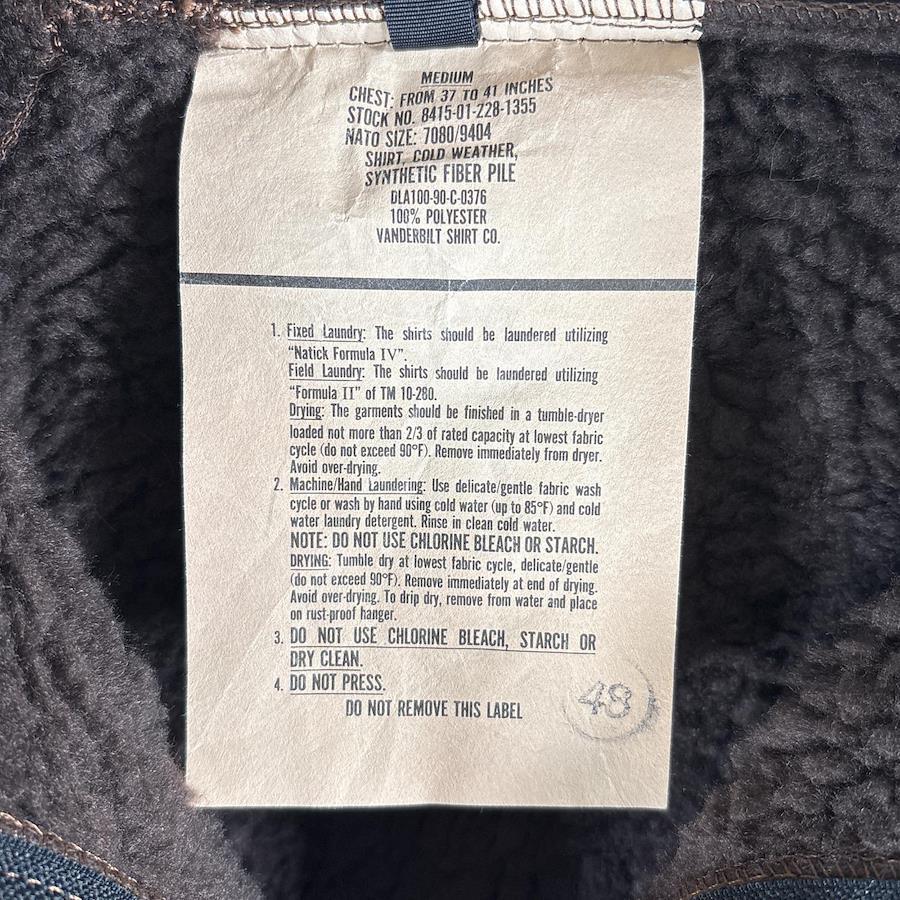 MEDIUM
CHEST: FROM 37 TO 41 INCHES
STOCK NO. 8415-01-228-1355
NATO SIZE: 7080/9404
SHIRT, COLD WEATHER,
SYNTHETIC FIBER PILE
DLA100-90-C-0376
100% POLYESTER
VANDERBILT SHIRT CO.
1. Fixed Laundry: The shirts should be laundered utilizing
"Natick Formula IV".
Field Laundry: The shirts should be laundered utilizing
"Formula II" of TM 10-280.
Drying: The garments should be finished in a tumble-dryer
loaded not more than 2/3 of rated capacity at lowest fabric
cycle (do not exceed 90°F). Remove immediately from dryer.
Avoid over-drying.
2. Machine/Hand Laundering: Use delicate/gentle fabric wash
cycle or wash by hand using cold water (up to 85°F) and cold
water laundry detergent. Rinse in clean cold water.
NOTE: DO NOT USE CHLORINE BLEACH OR STARCH.
DRYING: Tumble dry at lowest fabric cycle, delicate/gentle
(do not exceed 90°F). Remove immediately at end of drying.
Avoid over-drying. To drip dry, remove from water and place
on rust-proof hanger.
3. DO NOT USE CHLORINE BLEACH, STARCH OR
DRY CLEAN.
4. DO NOT PRESS.
DO NOT REMOVE THIS LABEL
48